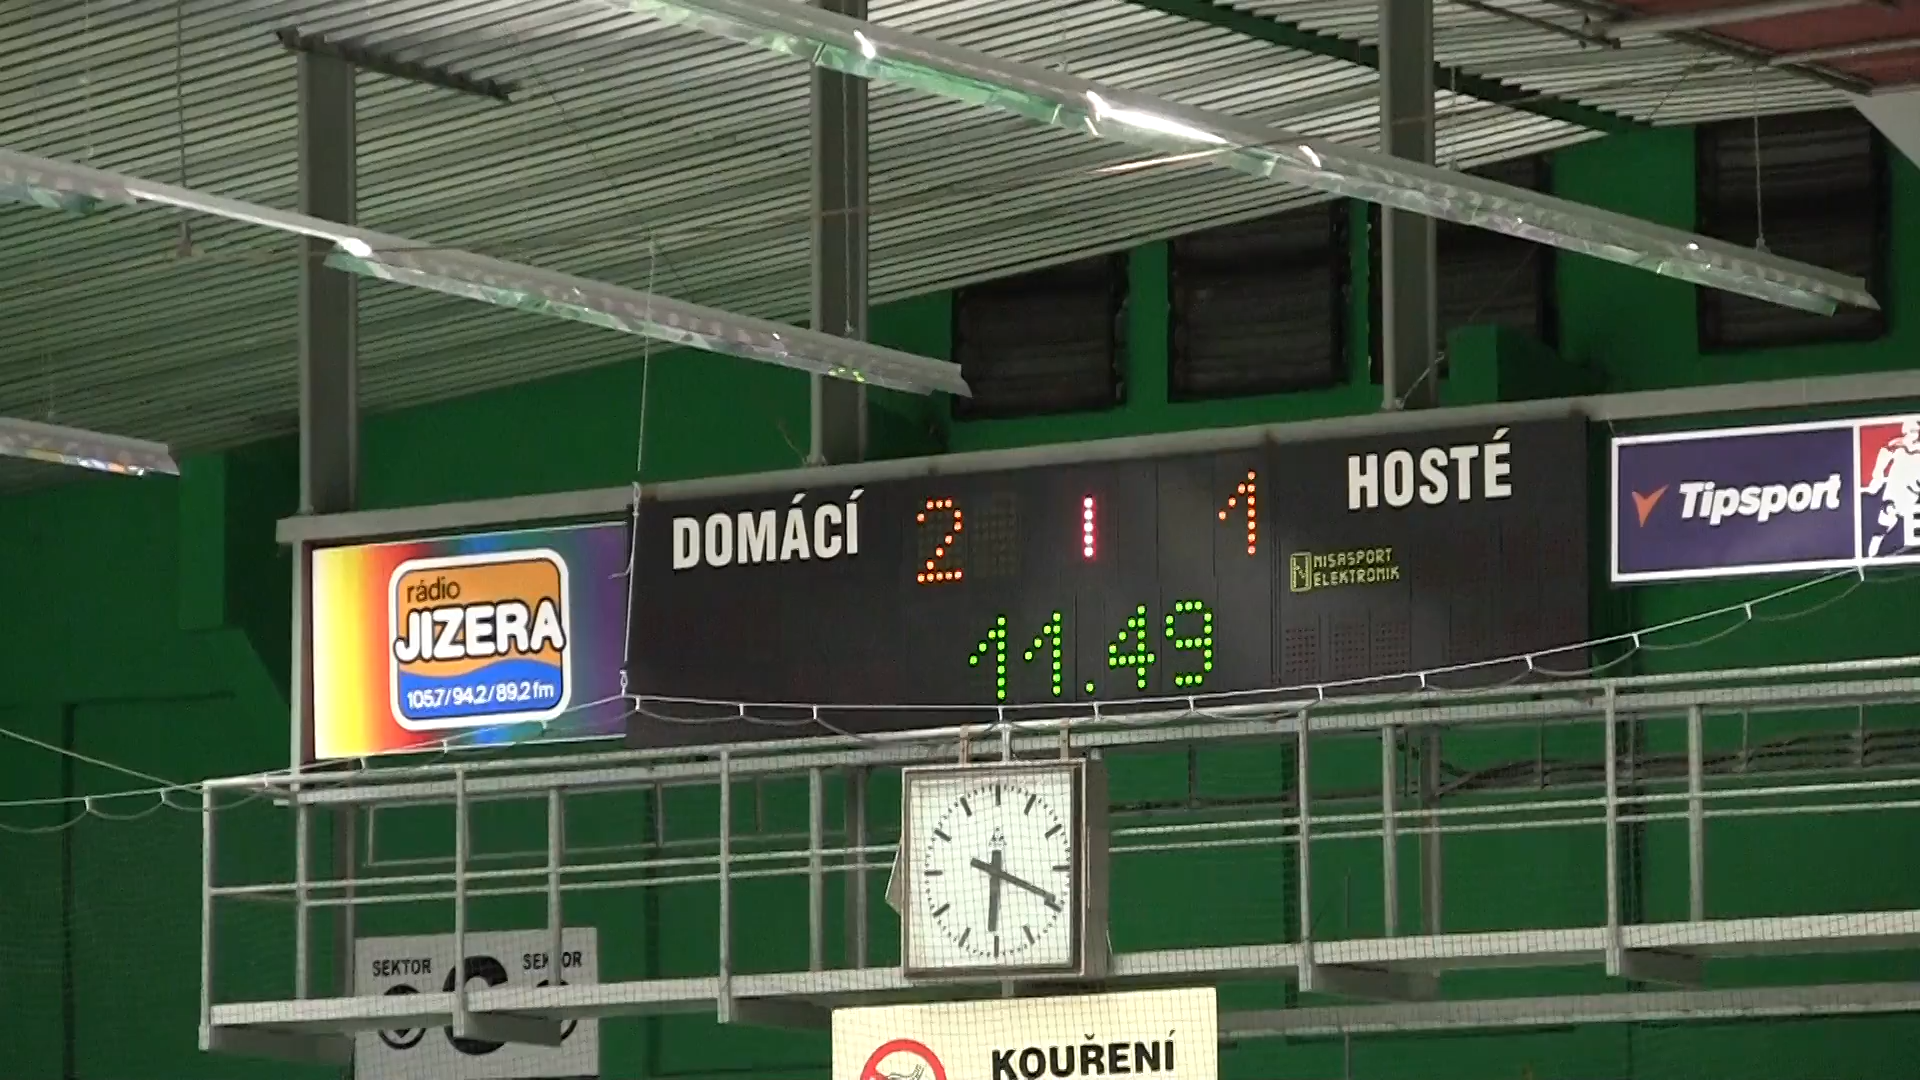 DOMÁCÍ
2
1
1
HOSTÉ
MISASPORT
ELEKTRONIK
11.49
rádio
JIZERA
105,7/94,2/89,2 fm
Tipsport
E
SEKTOR
SEKTOR
C
KOUŘENÍ